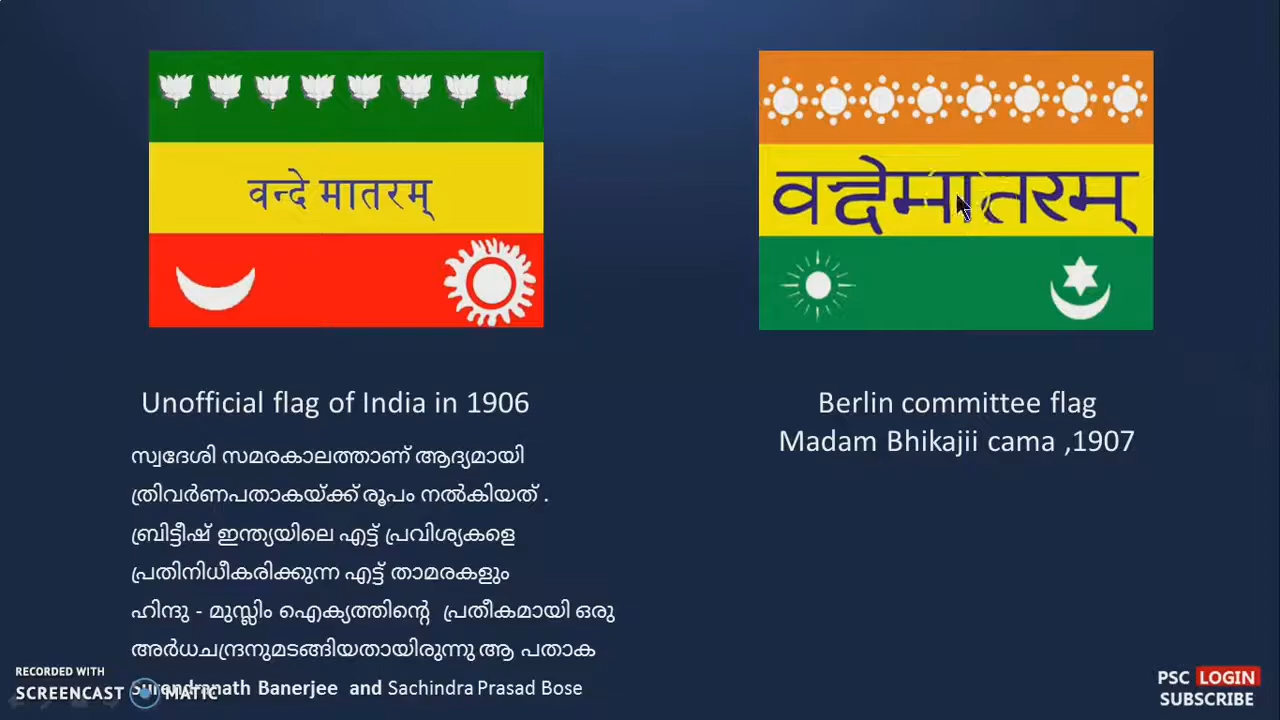 वन्दे मातरम्
वन्देमातरम्
Unofficial flag of India in 1906
Berlin committee flag
Madam Bhikajii cama ,1907
സ്വദേശി സമരകാലത്താണ് ആദ്യമായി
ത്രിവർണപതാകയ്ക്ക് രൂപം നൽകിയത് .
ബ്രിട്ടീഷ് ഇന്ത്യയിലെ എട്ട് പ്രവിശ്യകളെ
പ്രതിനിധീകരിക്കുന്ന എട്ട് താമരകളും
ഹിന്ദു - മുസ്ലിം ഐക്യത്തിന്റെ പ്രതീകമായി ഒരു
അർധചന്ദ്രനുമടങ്ങിയതായിരുന്നു ആ പതാക
Surendranath Banerjee and Sachindra Prasad Bose
RECORDED WITH
SCREENCAST MATIC
PSC LOGIN
SUBSCRIBE